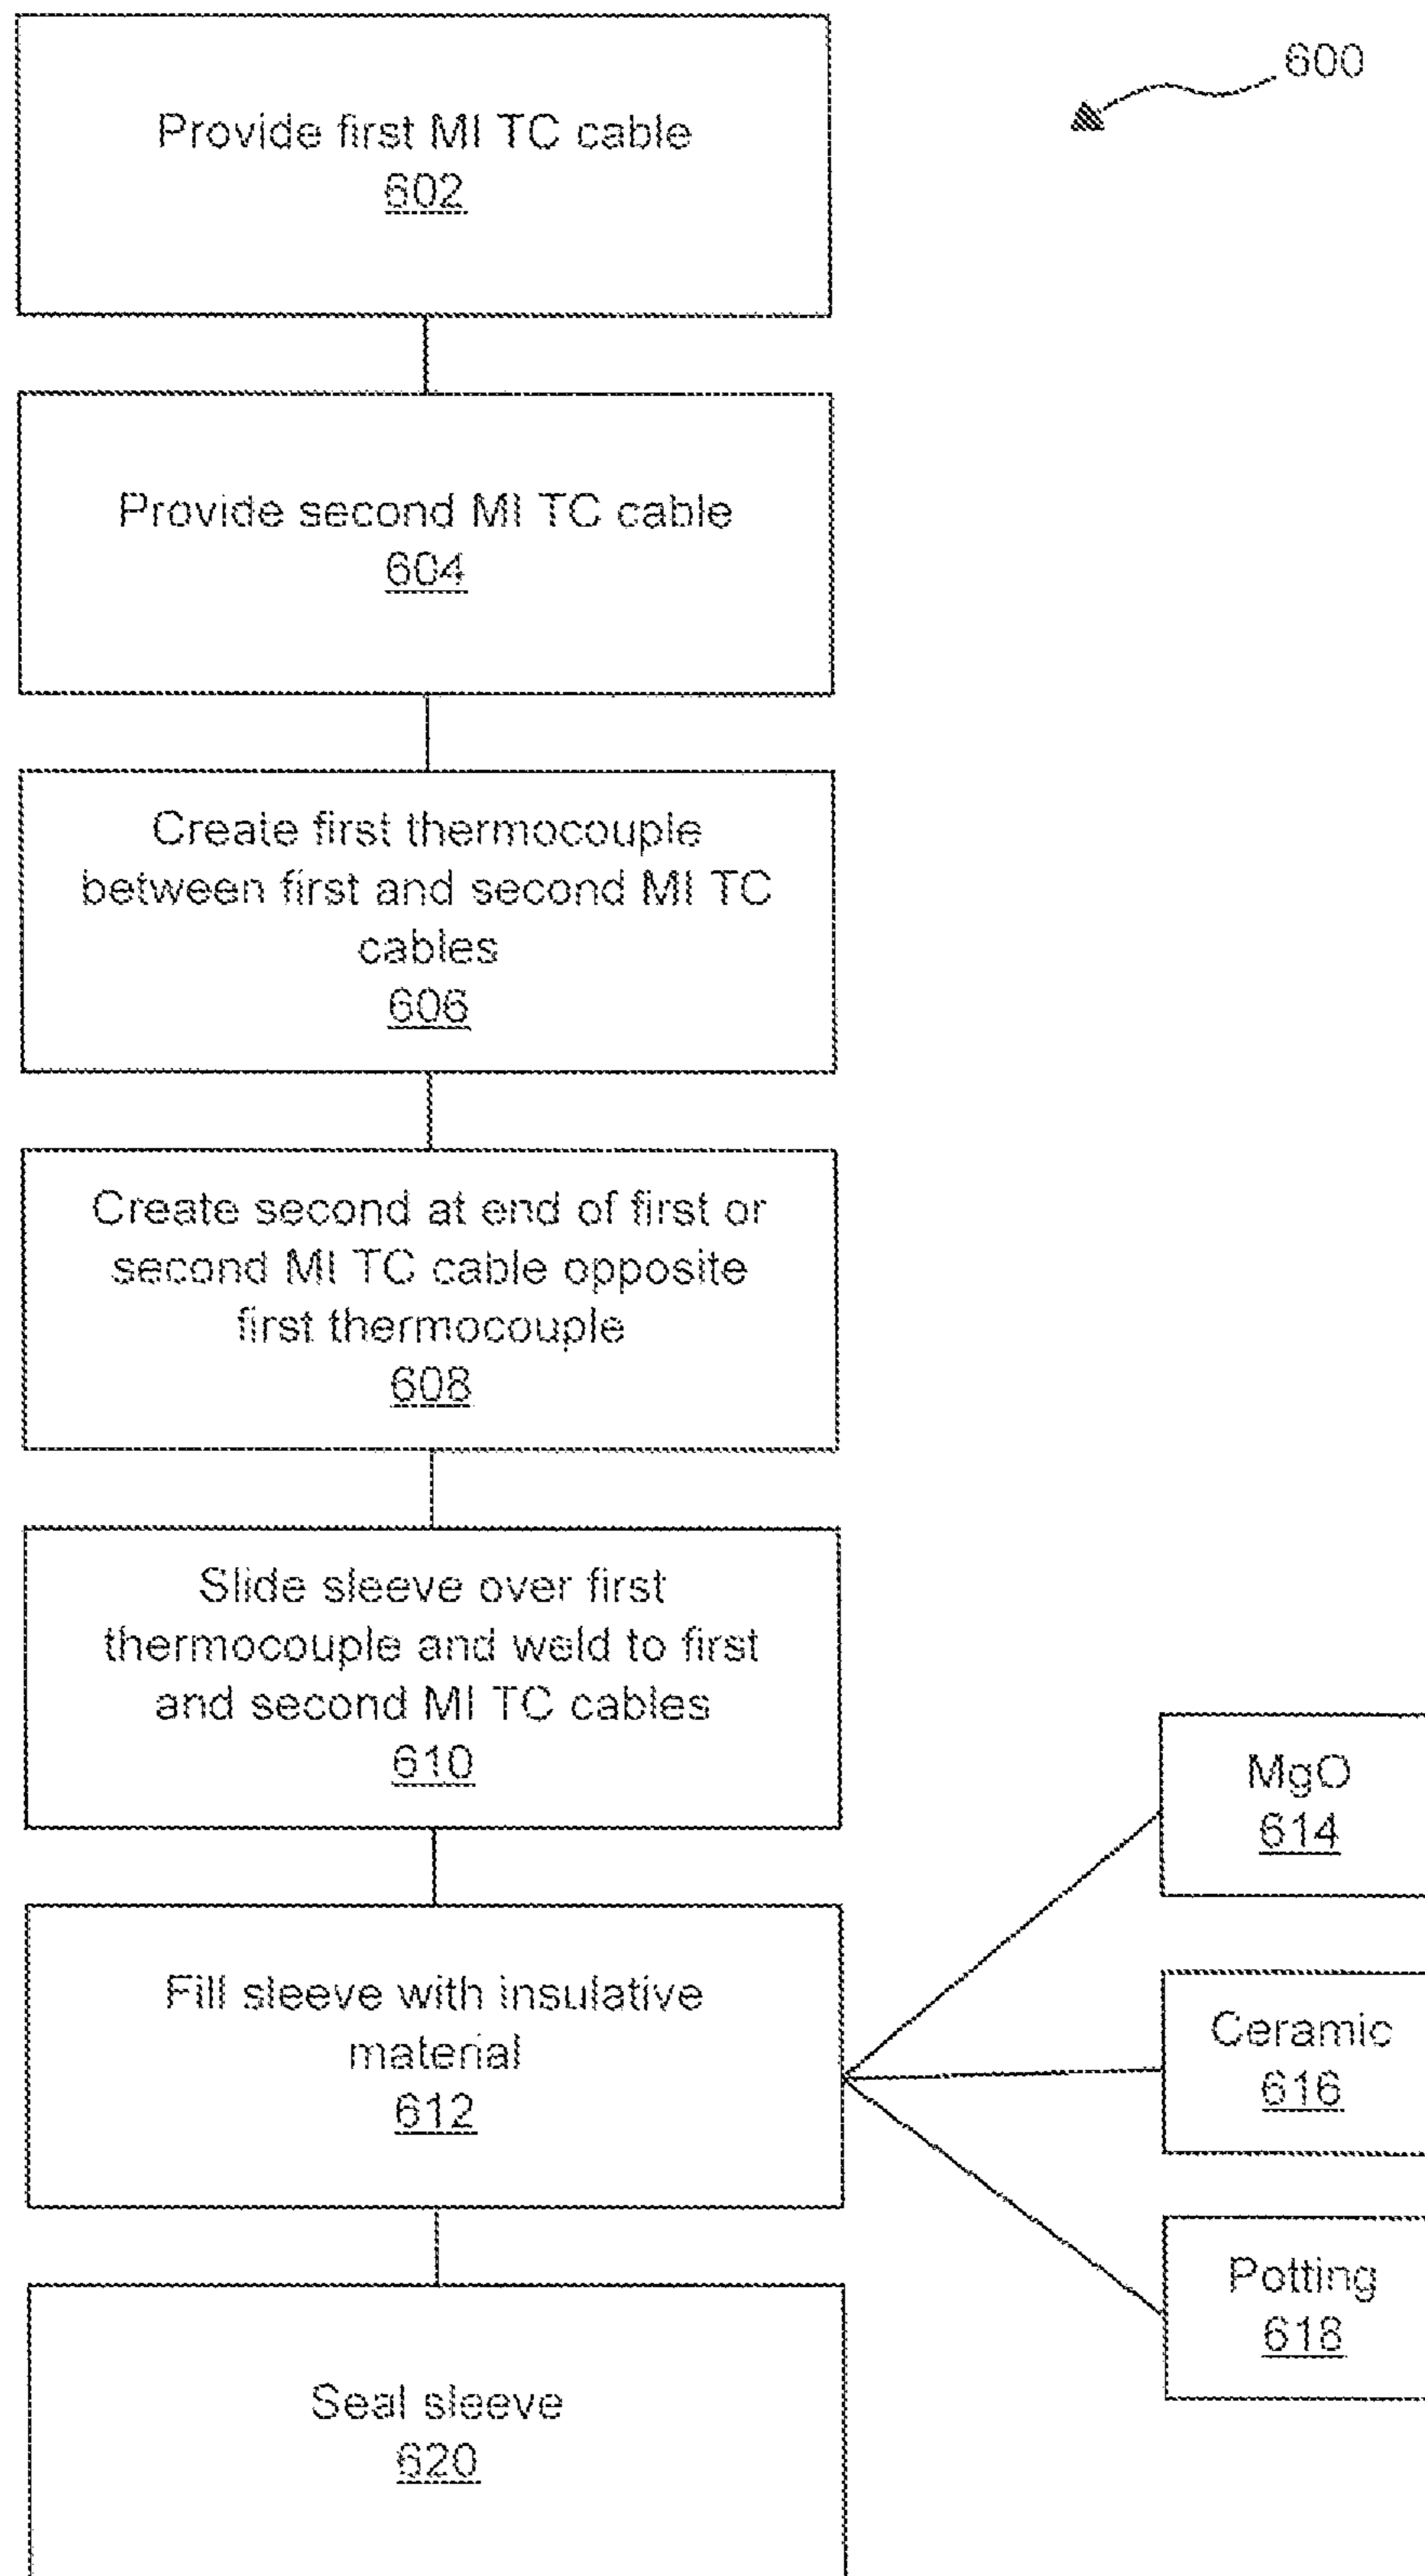 600
Provide first MI TC cable
602
Provide second MI TC cable
604
Create first thermocouple
between first and second MI TC
cables
606
Create second at end of first or
second MI TC cable opposite
first thermocouple
608
Slide sleeve over first
thermocouple and weld to first
and second MI TC cables
610
Fill sleeve with insulative
material
612
MgO
614
Ceramic
616
Potting
618
Seal sleeve
620